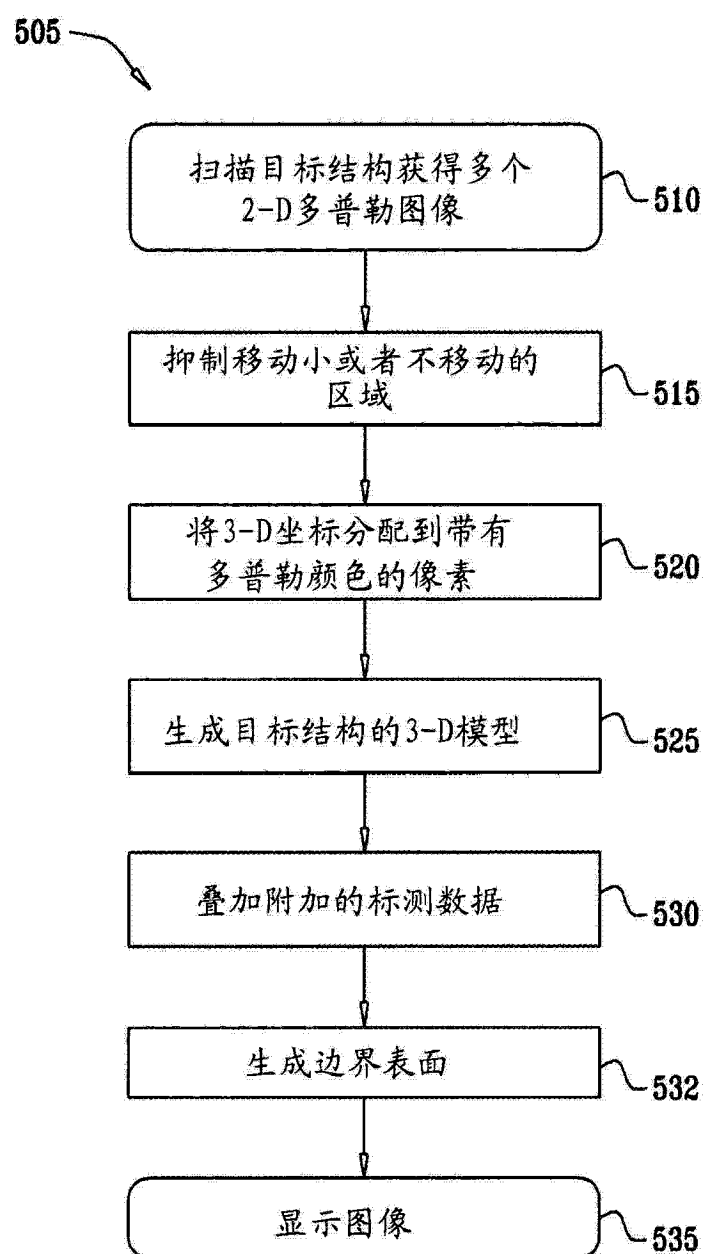 505
扫描目标结构获得多个
2-D多普勒图像
510
抑制移动小或者不移动的
区域
515
将3-D坐标分配到带有
多普勒颜色的像素
520
生成目标结构的3-D模型
525
叠加附加的标测数据
530
生成边界表面
532
显示图像
535